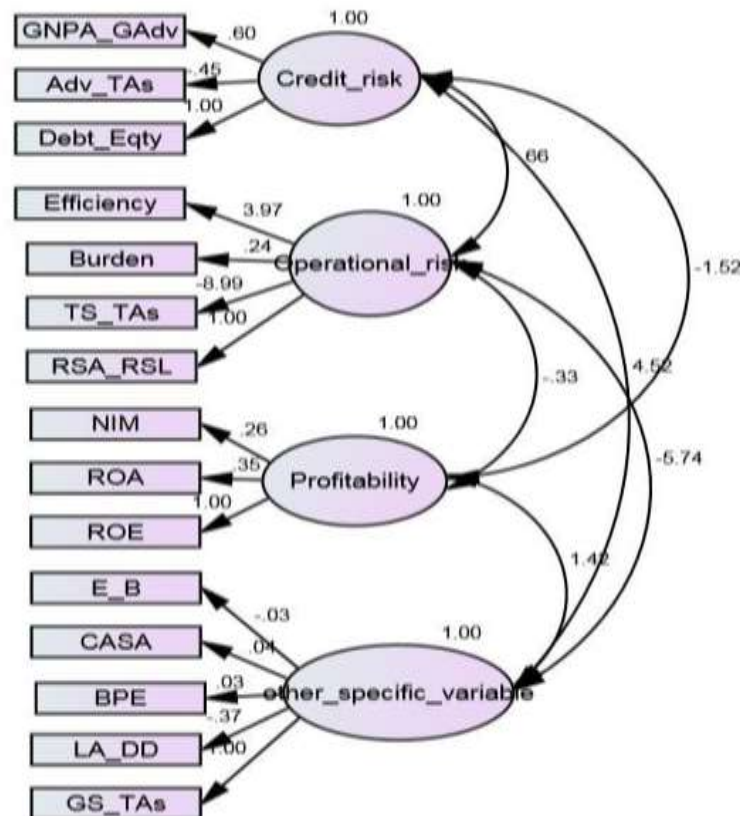 1.00
GNPA_GAdv
.60
Credit_risk
Adv_TAs
-.45
1.00
Debt_Eqty
66
Efficiency
3.97
1.00
Burden
.24
Operational_risk
-1.52
-8.99
TS_TAs
1.00
RSA_RSL
4.52
-.33
NIM
.26
1.00
-5.74
ROA
.35
Profitability
1.00
ROE
1.42
E_B
-.03
1.00
CASA
.04
BPE
.03
other_specific_variable
-.37
LA_DD
1.00
GS_TAs